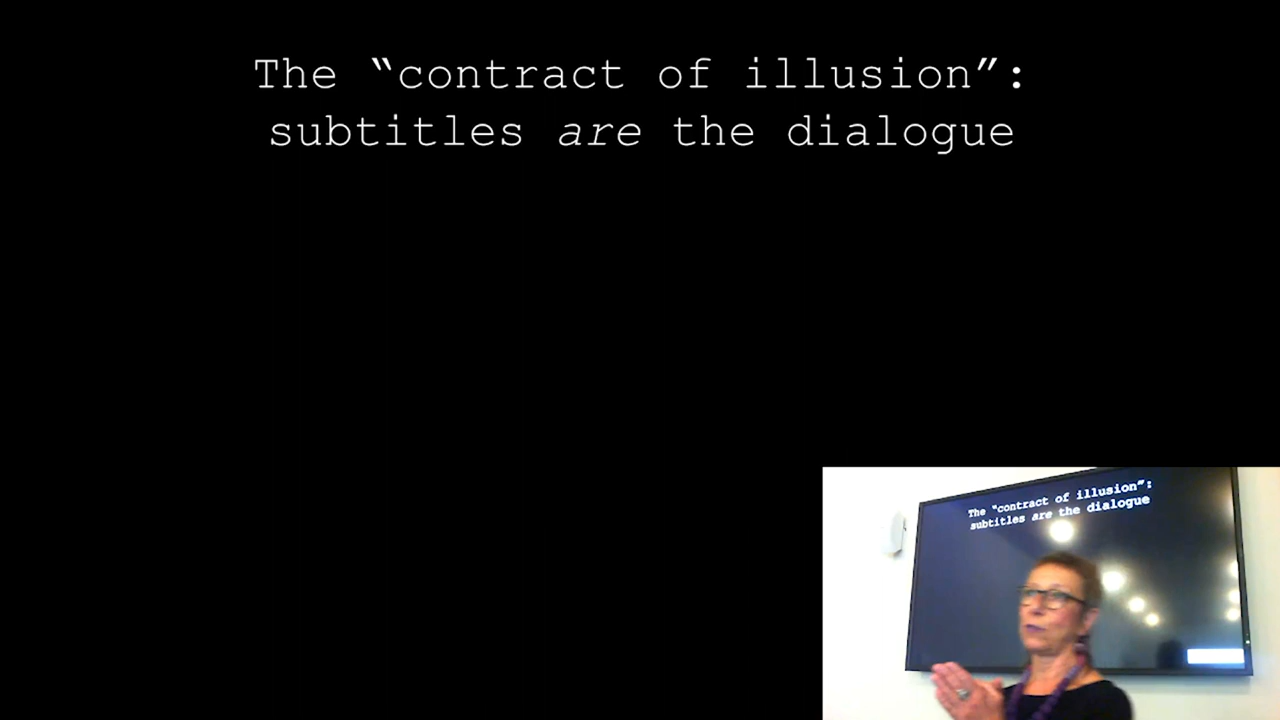 The “contract of illusion”:
subtitles are the dialogue
The “contract of illusion”:
subtitles are the dialogue